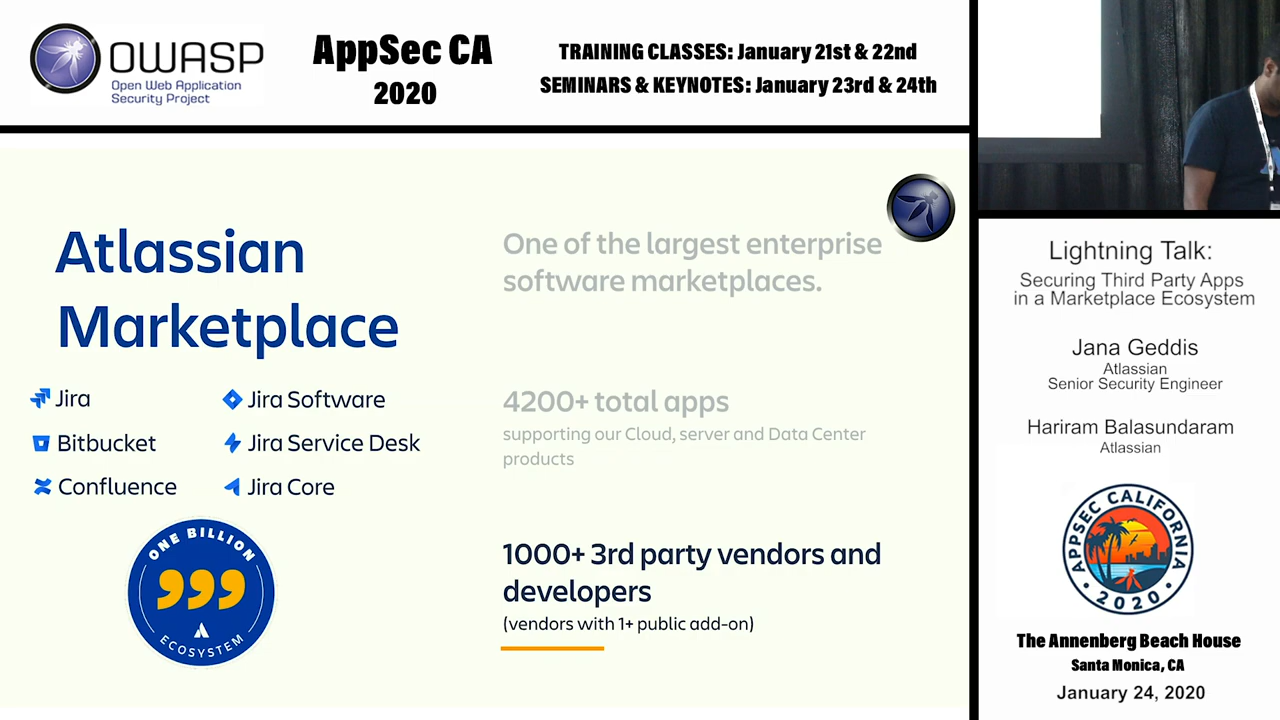 OWASP
Open Web Application
Security Project
AppSec CA
2020
TRAINING CLASSES: January 21st & 22nd
SEMINARS & KEYNOTES: January 23rd & 24th
Atlassian
Marketplace
Jira
Jira Software
Bitbucket
Jira Service Desk
Confluence
Jira Core
ONE BILLION
ECOSYSTEM
One of the largest enterprise
software marketplaces.
4200+ total apps
supporting our Cloud, server and Data Center
products
1000+ 3rd party vendors and
developers
(vendors with 1+ public add-on)
Lightning Talk:
Securing Third Party Apps
in a Marketplace Ecosystem
Jana Geddis
Atlassian
Senior Security Engineer
Hariram Balasundaram
Atlassian
APPSEC CALIFORNIA
• 2020 •
The Annenberg Beach House
Santa Monica, CA
January 24, 2020